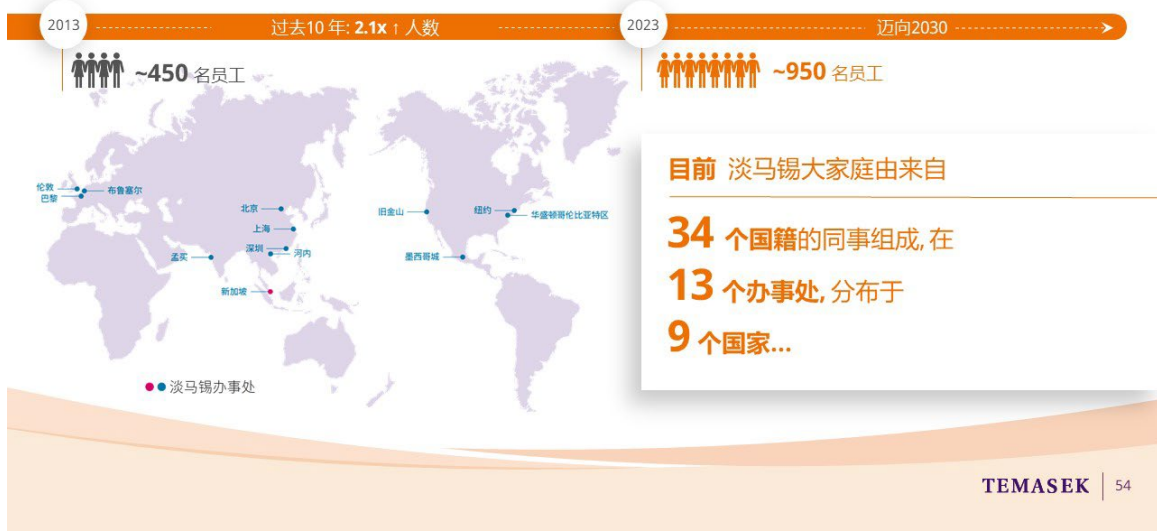 2013
过去10 年: 2.1x ↑ 人数
2023
迈向2030
~450 名员工
~950 名员工
伦敦
巴黎
布鲁塞尔
北京
上海
深圳
河内
孟买
新加坡
旧金山
纽约
华盛顿哥伦比亚特区
墨西哥城
淡马锡办事处
目前 淡马锡大家庭由来自
34 个国籍的同事组成, 在
13 个办事处, 分布于
9 个国家...
TEMASEK | 54